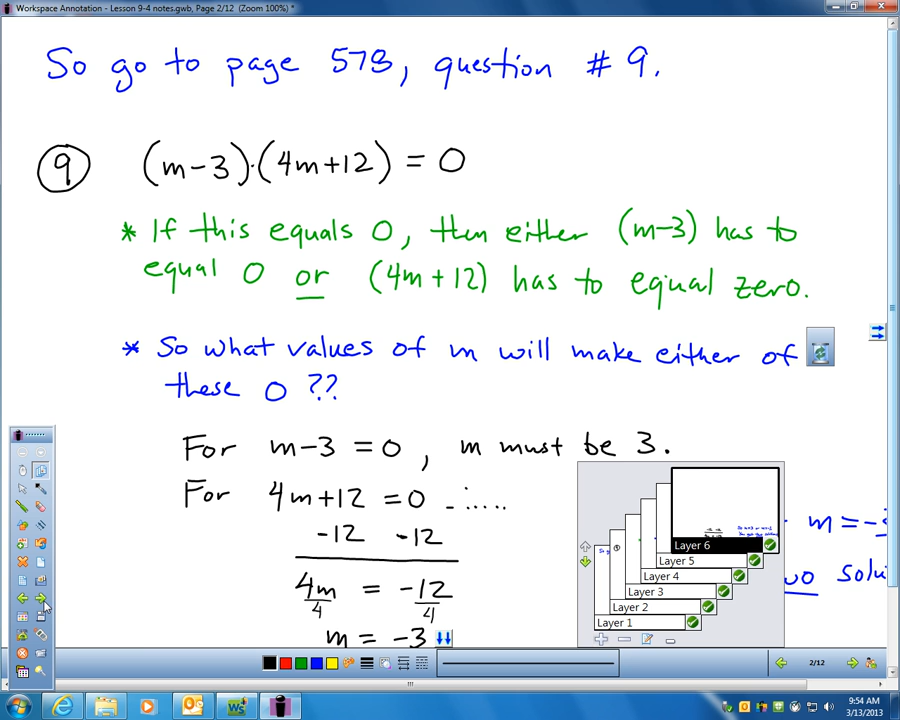 Workspace Annotation - Lesson 9-4 notes.gwb, Page 2/12 (Zoom 100%) *
So go to page 578, question # 9.
9 (m-3)·(4m+12) = 0
* If this equals 0, then either (m-3) has to
equal 0 or (4m+12) has to equal zero.
* So what values of m will make either of
these 0 ??
For m-3 = 0, m must be 3.
For 4m+12 = 0 ......
-12 -12
4m = -12
4 4
m = -3
m = -3
two solu
Layer 6
Layer 5
Layer 4
Layer 3
Layer 2
Layer 1
2/12
9:54 AM
3/13/2013